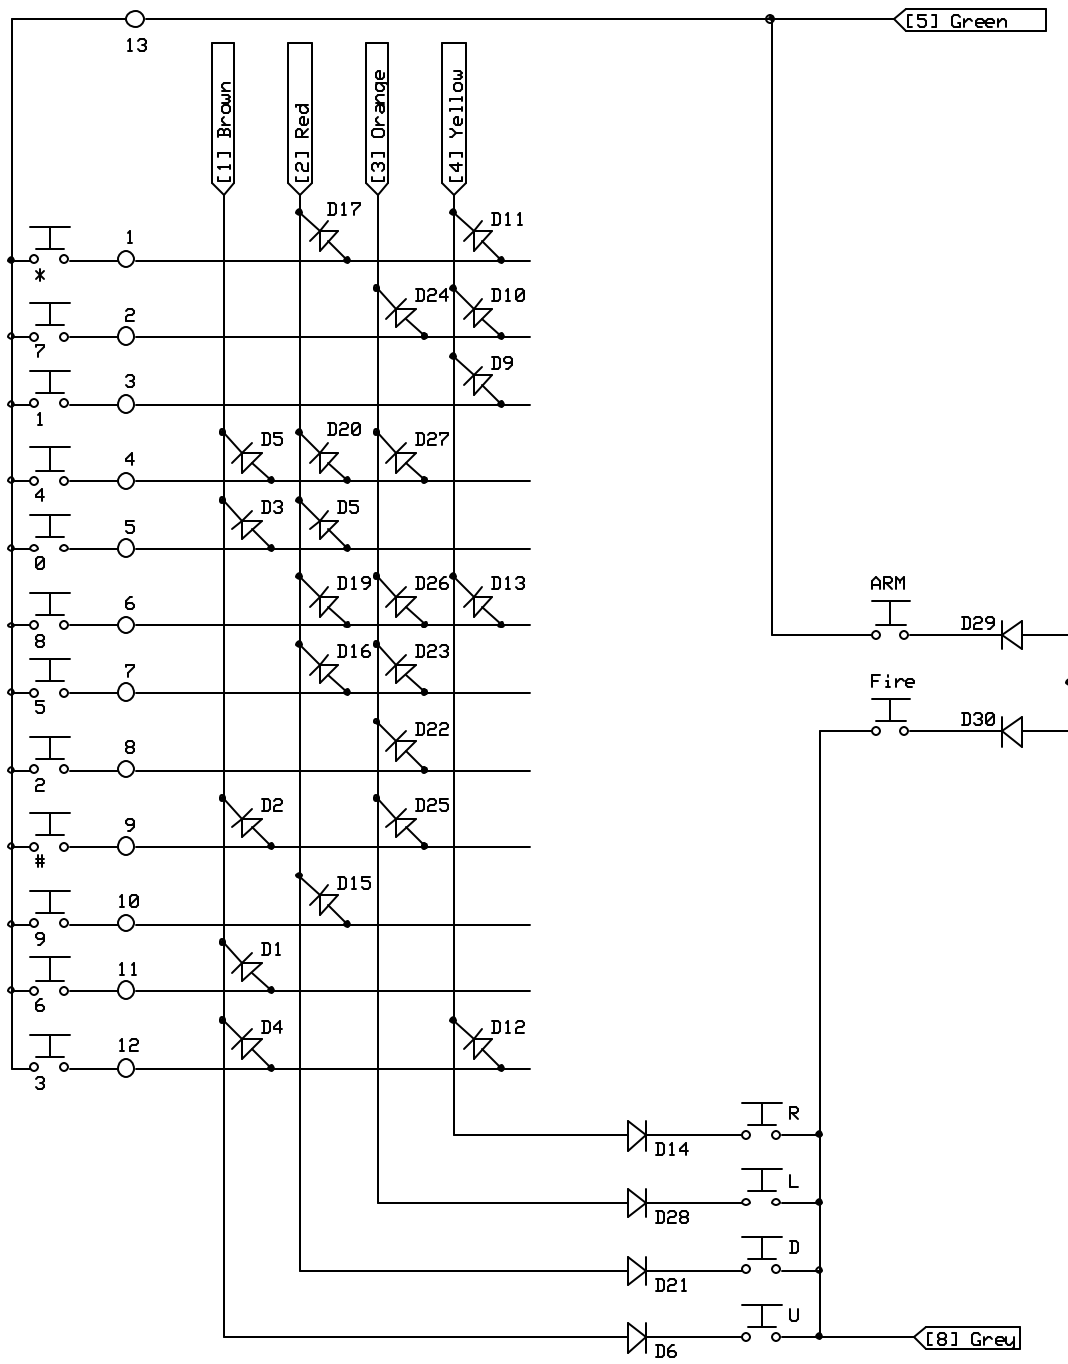 [5] Green
13
[1] Brown
[2] Red
[3] Orange
[4] Yellow
D17
D11
1
*
D24
D10
2
7
D9
3
1
D5
D20
D27
4
4
D3
D5
5
0
D19
D26
D13
ARM
6
8
D29
D16
D23
7
5
Fire
D22
D30
8
2
D2
D25
9
#
D15
10
9
D1
11
6
D4
D12
12
3
R
D14
L
D28
D
D21
U
[8] Grey
D6